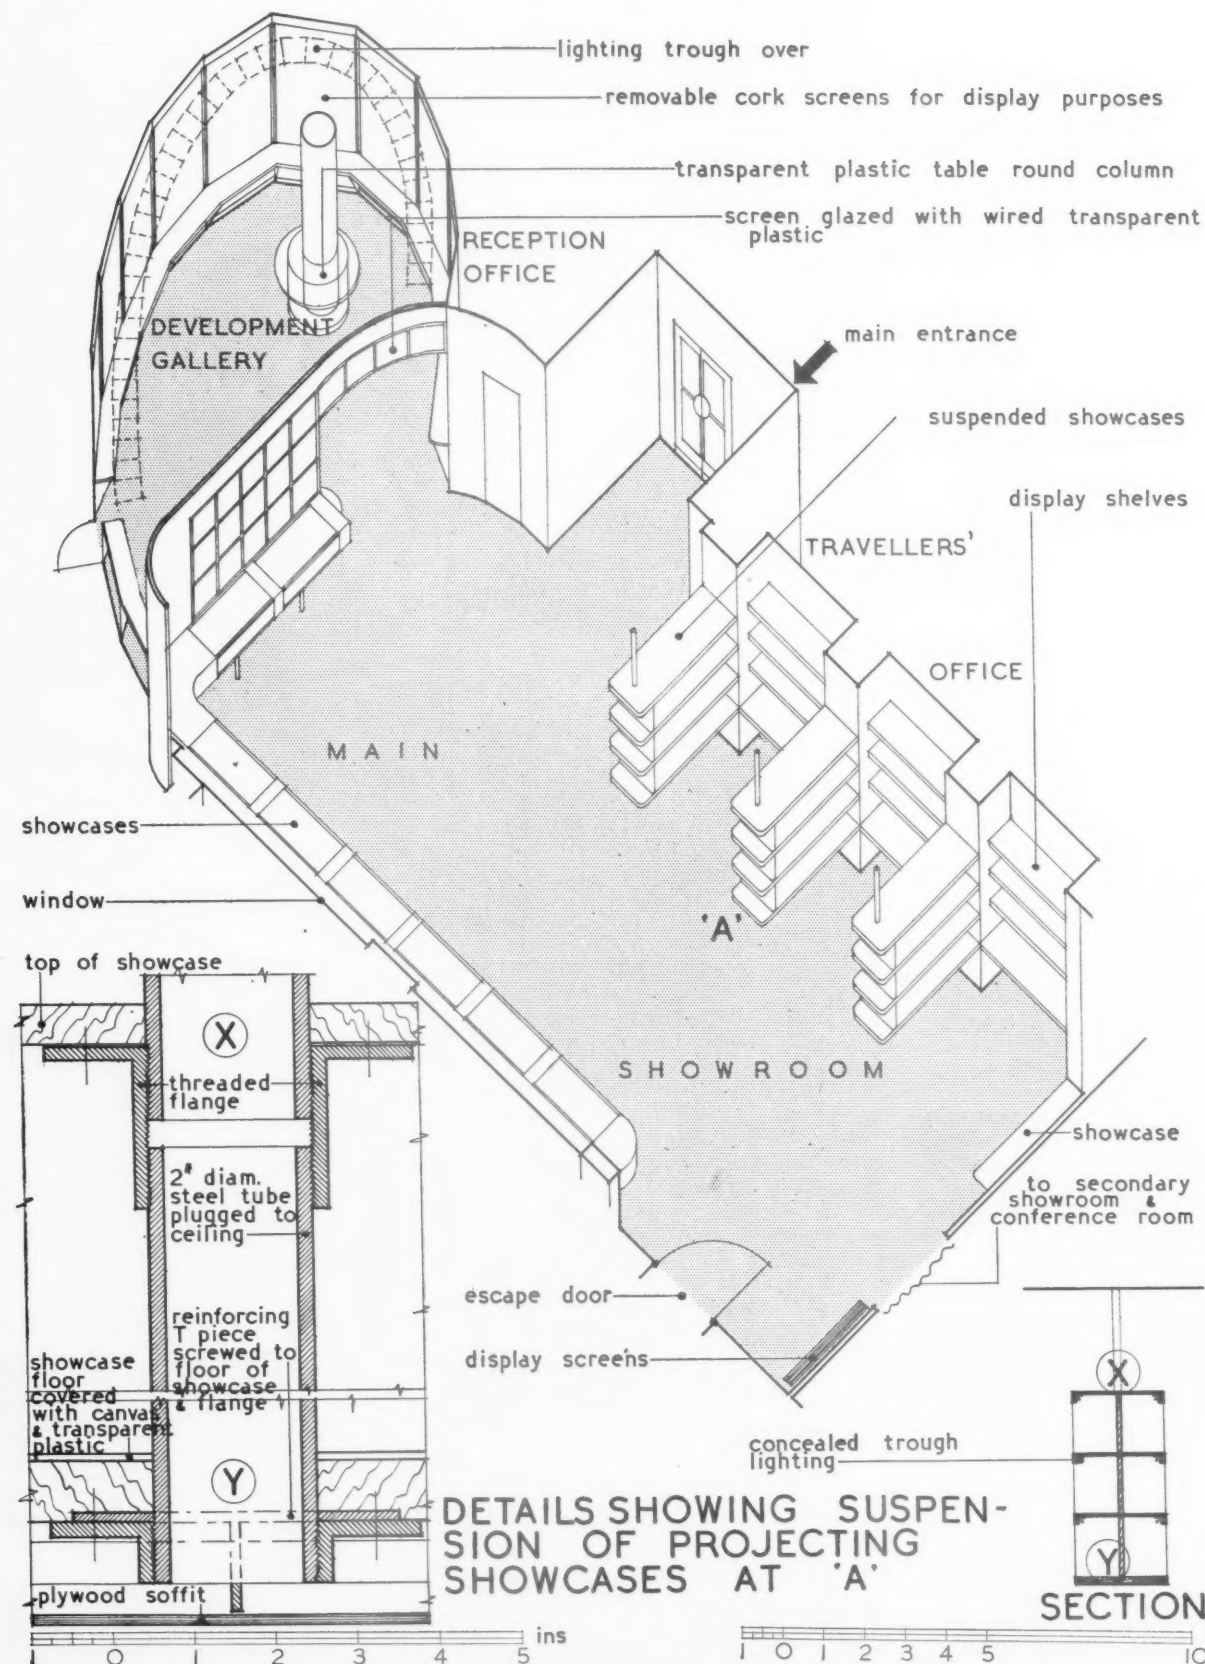 lighting trough over
removable cork screens for display purposes
transparent plastic table round column
screen glazed with wired transparent
plastic
RECEPTION
OFFICE
DEVELOPMENT
GALLERY
main entrance
suspended showcases
display shelves
TRAVELLERS'
OFFICE
MAIN
showcases
window
'A'
SHOWROOM
showcase
to secondary
showroom &
conference room
escape door
display screens
top of showcase
X
threaded
flange
2" diam.
steel tube
plugged to
ceiling
reinforcing
T piece
screwed to
floor of
showcase
& flange
showcase
floor
covered
with canvas
& transparent
plastic
Y
plywood soffit
X
concealed trough
lighting
Y
DETAILS SHOWING SUSPEN-
SION OF PROJECTING
SHOWCASES AT 'A'
SECTION
1 0 1 2 3 4 5 ins
1 0 1 2 3 4 5 10